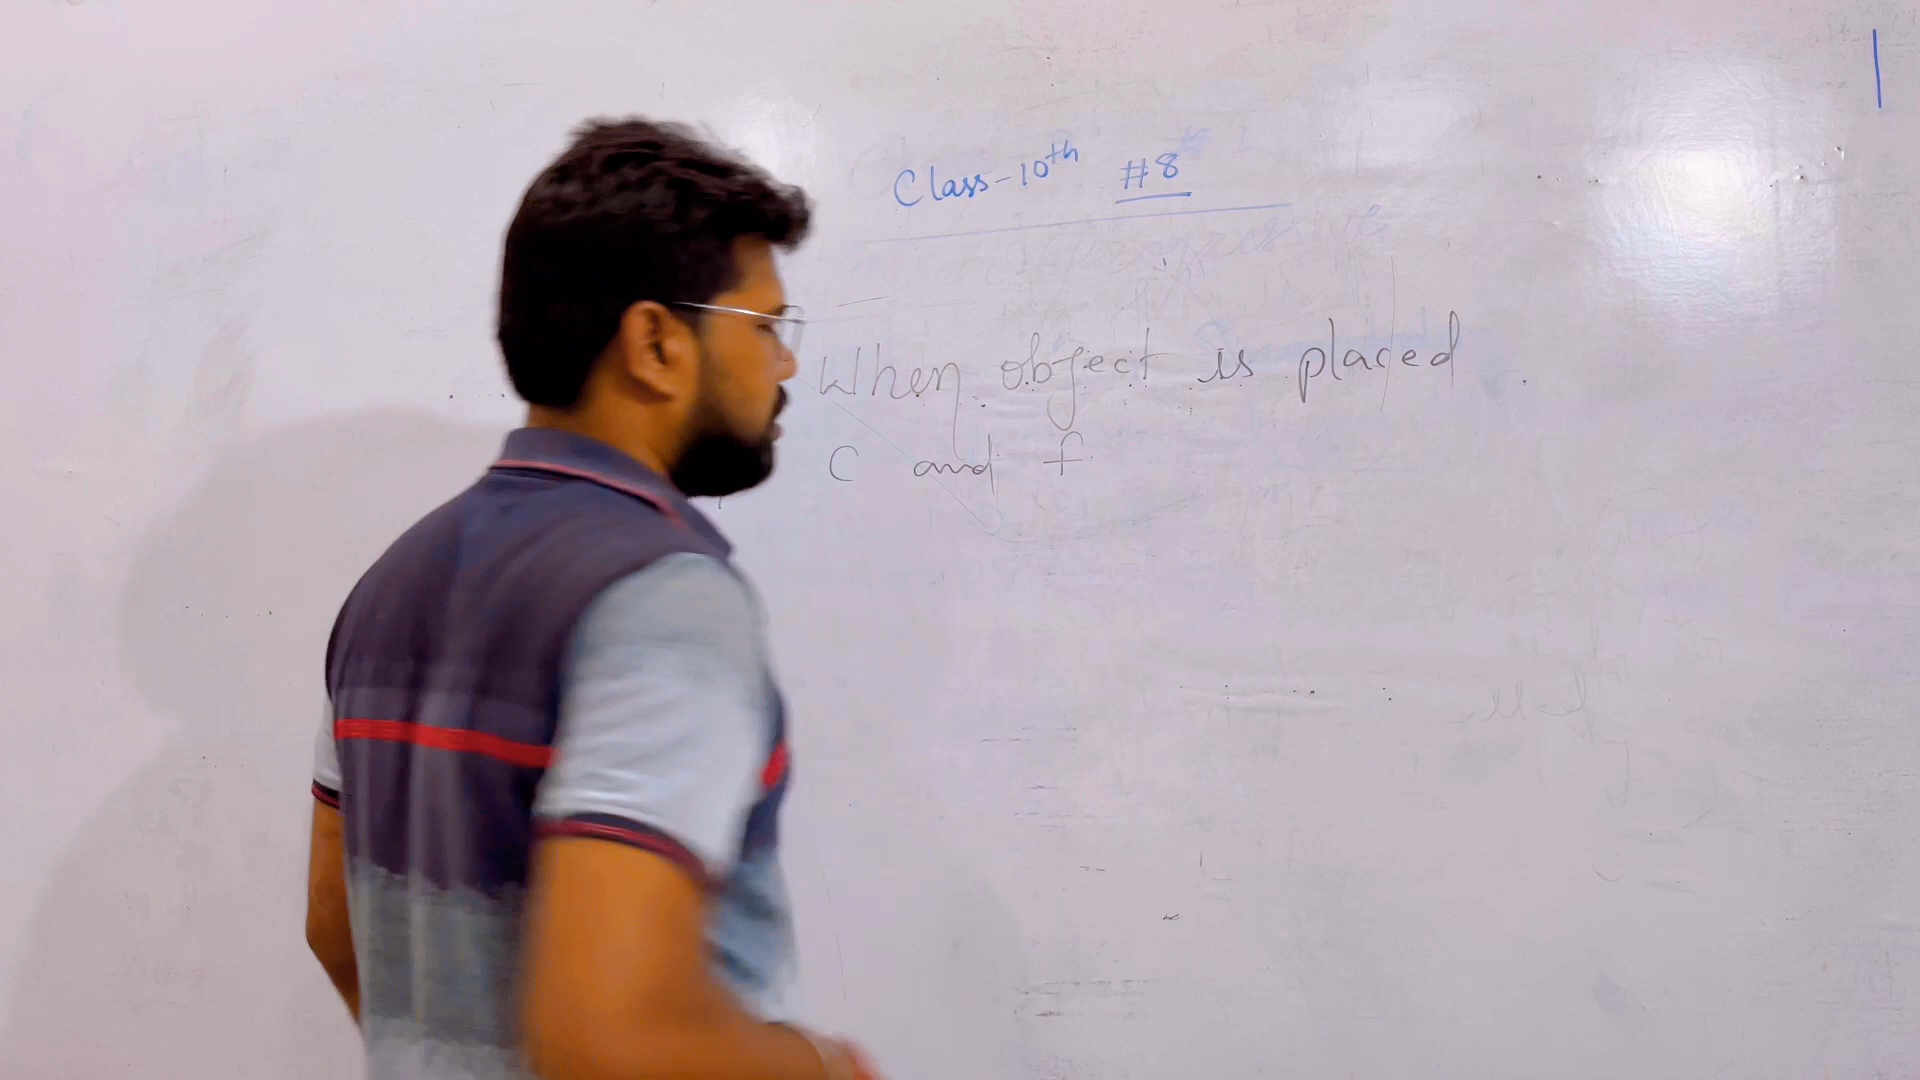 Class-10th #8
When object is placed
C and f